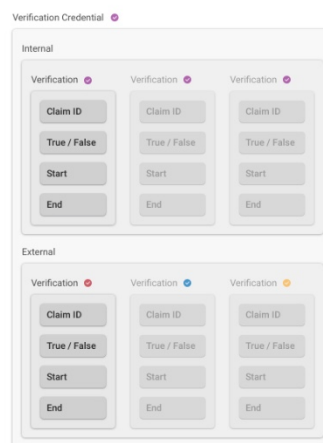 Verification Credential
Internal
Verification Verification Verification
Claim ID Claim ID Claim ID
True / False True / False True / False
Start Start Start
End End End
External
Verification Verification Verification
Claim ID Claim ID Claim ID
True / False True / False True / False
Start Start Start
End End End